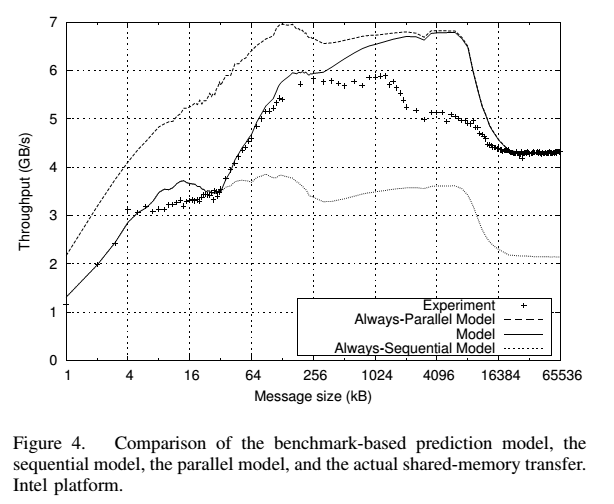 7
6
5
4
3
2
1
0
Throughput (GB/s)
Experiment
Always-Parallel Model
Model
Always-Sequential Model
1 4 16 64 256 1024 4096 16384 65536
Message size (kB)
Figure 4. Comparison of the benchmark-based prediction model, the
sequential model, the parallel model, and the actual shared-memory transfer.
Intel platform.